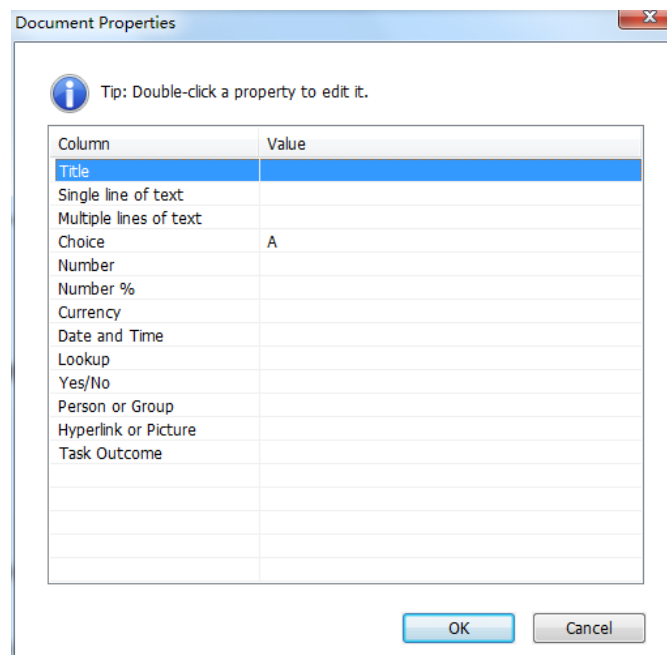 Document Properties
Tip: Double-click a property to edit it.
Column Value
Title
Single line of text
Multiple lines of text
Choice A
Number
Number %
Currency
Date and Time
Lookup
Yes/No
Person or Group
Hyperlink or Picture
Task Outcome
OK Cancel